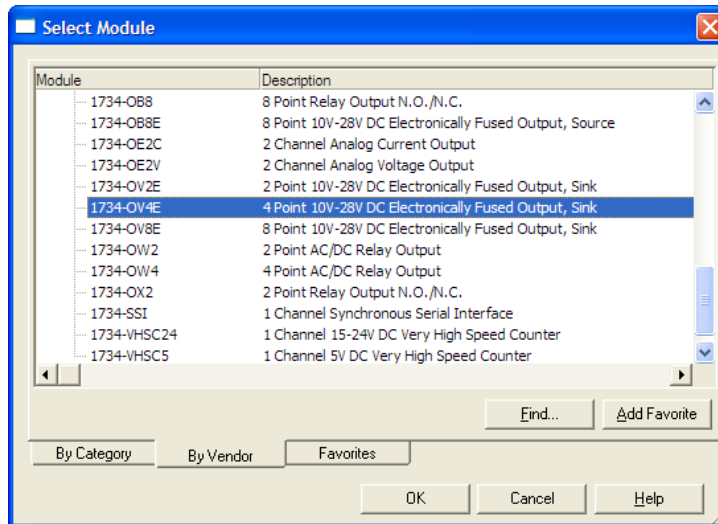 Select Module
Module Description
1734-OB8 8 Point Relay Output N.O./N.C.
1734-OB8E 8 Point 10V-28V DC Electronically Fused Output, Source
1734-OE2C 2 Channel Analog Current Output
1734-OE2V 2 Channel Analog Voltage Output
1734-OV2E 2 Point 10V-28V DC Electronically Fused Output, Sink
1734-OV4E 4 Point 10V-28V DC Electronically Fused Output, Sink
1734-OV8E 8 Point 10V-28V DC Electronically Fused Output, Sink
1734-OW2 2 Point AC/DC Relay Output
1734-OW4 4 Point AC/DC Relay Output
1734-OX2 2 Point Relay Output N.O./N.C.
1734-SSI 1 Channel Synchronous Serial Interface
1734-VHSC24 1 Channel 15-24V DC Very High Speed Counter
1734-VHSC5 1 Channel 5V DC Very High Speed Counter
Find... Add Favorite
By Category By Vendor Favorites
OK Cancel Help